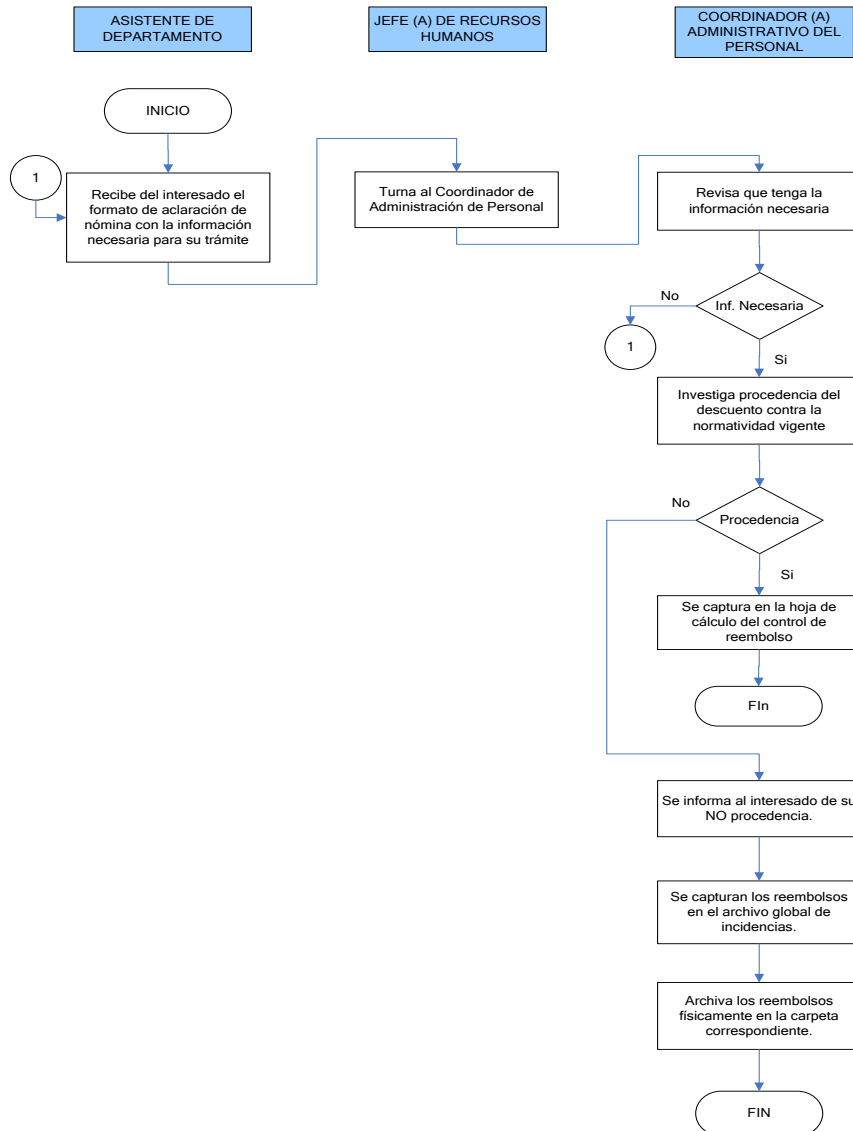 ASISTENTE DE
DEPARTAMENTO
JEFE (A) DE RECURSOS
HUMANOS
COORDINADOR (A)
ADMINISTRATIVO DEL
PERSONAL
INICIO
1
Recibe del interesado el
formato de aclaración de
nómina con la información
necesaria para su trámite
Turna al Coordinador de
Administración de Personal
Revisa que tenga la
información necesaria
No
Inf. Necesaria
1
Si
Investiga procedencia del
descuento contra la
normatividad vigente
No
Procedencia
Si
Se captura en la hoja de
cálculo del control de
reembolso
FIn
Se informa al interesado de su
NO procedencia.
Se capturan los reembolsos
en el archivo global de
incidencias.
Archiva los reembolsos
físicamente en la carpeta
correspondiente.
FIN